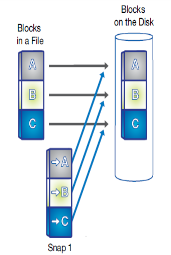 Blocks
in a File
Blocks
on the Disk
A
A
B
B
C
C
→A
→B
→C
Snap 1